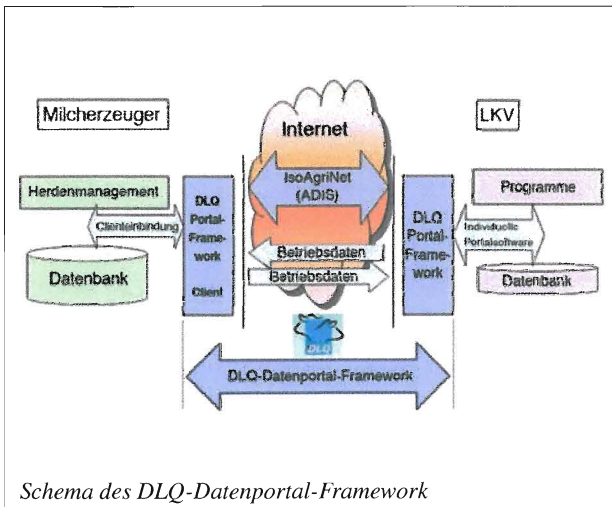 Milcherzeuger
LKV
Internet
IsoAgriNet
(ADIS)
Herdenmanagement
Clienteinbindung
Datenbank
DLQ
Portal-
Frame-
work
Client
Betriebsdaten
Betriebsdaten
DLQ
Portal-
Frame-
work
Programme
Individuelle
Portalsoftware
Datenbank
DLQ
DLQ-Datenportal-Framework
Schema des DLQ-Datenportal-Framework